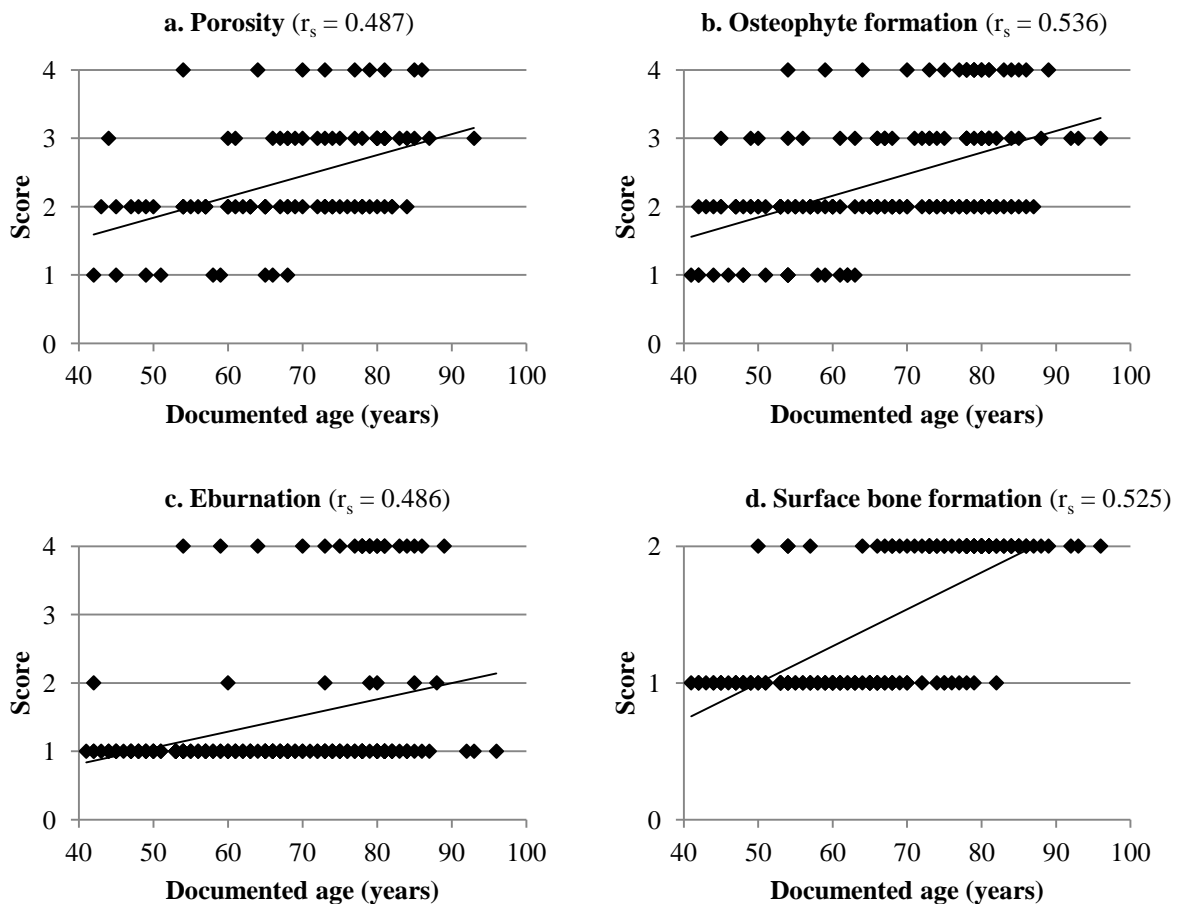 a. Porosity (rₛ = 0.487)
4
3
2
1
0
Score
40 50 60 70 80 90 100
Documented age (years)
b. Osteophyte formation (rₛ = 0.536)
4
3
2
1
0
Score
40 50 60 70 80 90 100
Documented age (years)
c. Eburnation (rₛ = 0.486)
4
3
2
1
0
Score
40 50 60 70 80 90 100
Documented age (years)
d. Surface bone formation (rₛ = 0.525)
2
1
0
Score
40 50 60 70 80 90 100
Documented age (years)